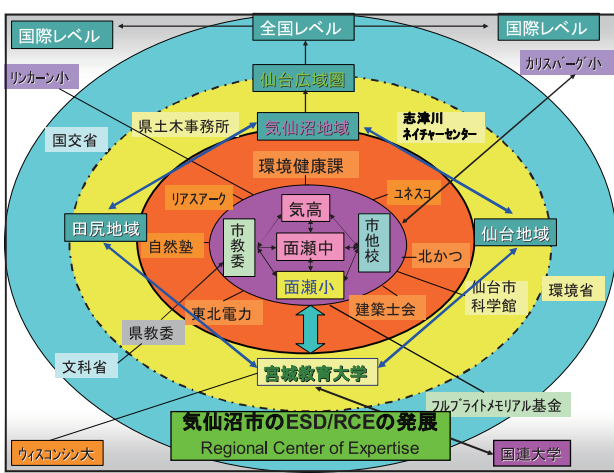 国際レベル
全国レベル
国際レベル
リンカーン小
仙台広域圏
カリスバーグ小
国交省
県土木事務所
気仙沼地域
志津川
ネイチャーセンター
環境健康課
リアスアーク
ユネスコ
気高
田尻地域
市教委
面瀬中
市他校
仙台地域
自然塾
北かつ
面瀬小
仙台市
科学館
環境省
東北電力
建築士会
県教委
文科省
宮城教育大学
フルブライトメモリアル基金
気仙沼市のESD/RCEの発展
Regional Center of Expertise
ウィスコンシン大
国連大学